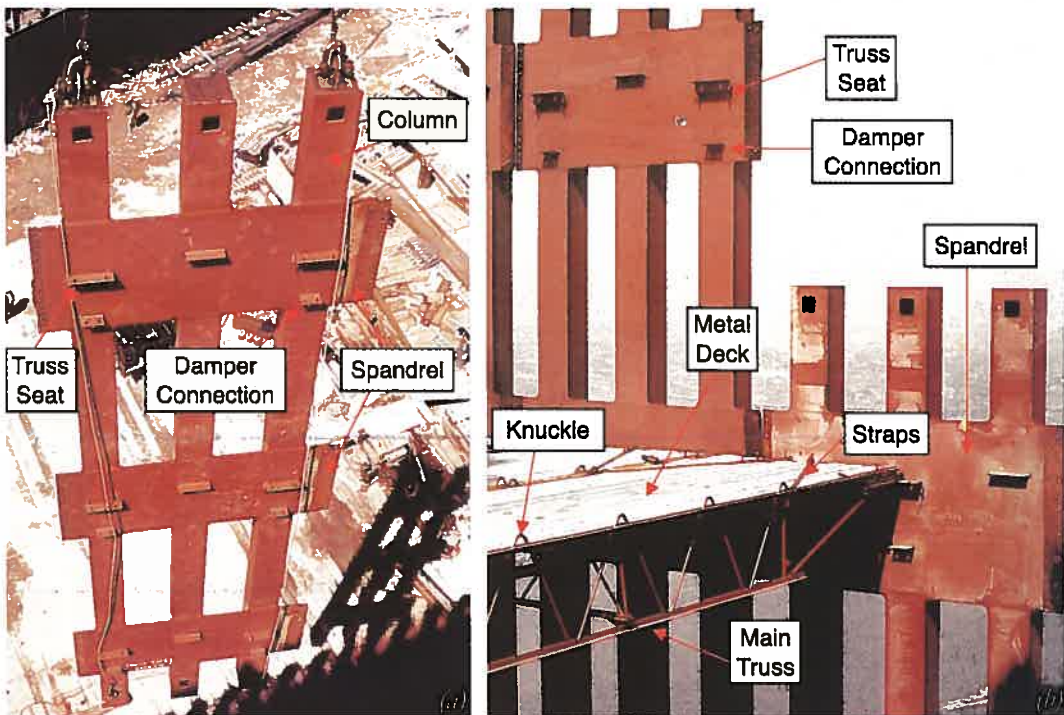 Column
Truss
Seat
Damper
Connection
Spandrel
(a)
Truss
Seat
Damper
Connection
Spandrel
Metal
Deck
Knuckle
Straps
Main
Truss
(b)